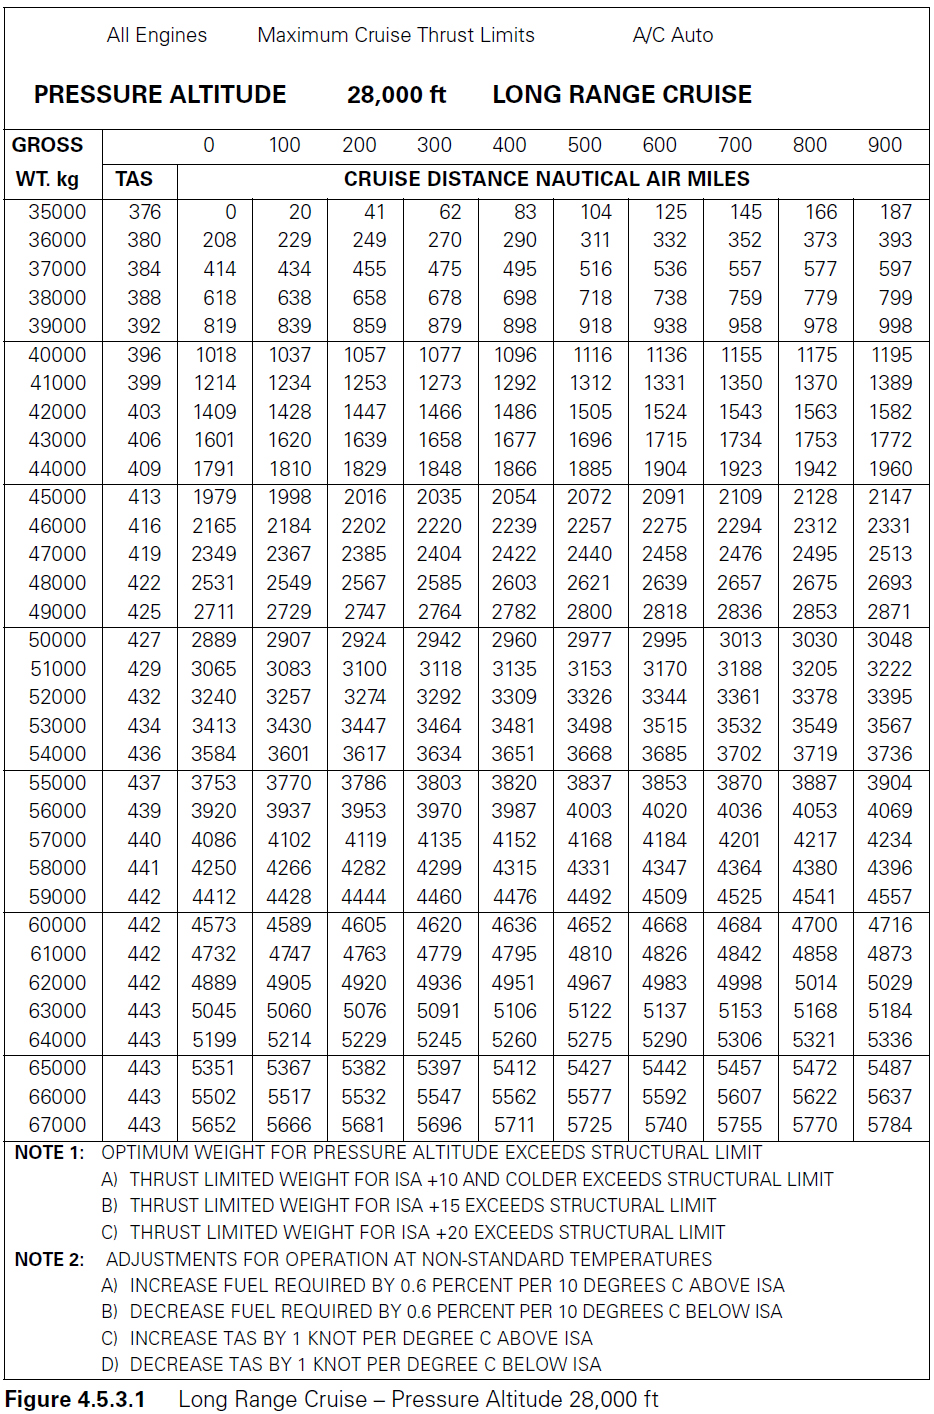 All Engines Maximum Cruise Thrust Limits A/C Auto
PRESSURE ALTITUDE 28,000 ft LONG RANGE CRUISE
GROSS 0 100 200 300 400 500 600 700 800 900
WT. kg TAS CRUISE DISTANCE NAUTICAL AIR MILES
35000 376 0 20 41 62 83 104 125 145 166 187
36000 380 208 229 249 270 290 311 332 352 373 393
37000 384 414 434 455 475 495 516 536 557 577 597
38000 388 618 638 658 678 698 718 738 759 779 799
39000 392 819 839 859 879 898 918 938 958 978 998
40000 396 1018 1037 1057 1077 1096 1116 1136 1155 1175 1195
41000 399 1214 1234 1253 1273 1292 1312 1331 1350 1370 1389
42000 403 1409 1428 1447 1466 1486 1505 1524 1543 1563 1582
43000 406 1601 1620 1639 1658 1677 1696 1715 1734 1753 1772
44000 409 1791 1810 1829 1848 1866 1885 1904 1923 1942 1960
45000 413 1979 1998 2016 2035 2054 2072 2091 2109 2128 2147
46000 416 2165 2184 2202 2220 2239 2257 2275 2294 2312 2331
47000 419 2349 2367 2385 2404 2422 2440 2458 2476 2495 2513
48000 422 2531 2549 2567 2585 2603 2621 2639 2657 2675 2693
49000 425 2711 2729 2747 2764 2782 2800 2818 2836 2853 2871
50000 427 2889 2907 2924 2942 2960 2977 2995 3013 3030 3048
51000 429 3065 3083 3100 3118 3135 3153 3170 3188 3205 3222
52000 432 3240 3257 3274 3292 3309 3326 3344 3361 3378 3395
53000 434 3413 3430 3447 3464 3481 3498 3515 3532 3549 3567
54000 436 3584 3601 3617 3634 3651 3668 3685 3702 3719 3736
55000 437 3753 3770 3786 3803 3820 3837 3853 3870 3887 3904
56000 439 3920 3937 3953 3970 3987 4003 4020 4036 4053 4069
57000 440 4086 4102 4119 4135 4152 4168 4184 4201 4217 4234
58000 441 4250 4266 4282 4299 4315 4331 4347 4364 4380 4396
59000 442 4412 4428 4444 4460 4476 4492 4509 4525 4541 4557
60000 442 4573 4589 4605 4620 4636 4652 4668 4684 4700 4716
61000 442 4732 4747 4763 4779 4795 4810 4826 4842 4858 4873
62000 442 4889 4905 4920 4936 4951 4967 4983 4998 5014 5029
63000 443 5045 5060 5076 5091 5106 5122 5137 5153 5168 5184
64000 443 5199 5214 5229 5245 5260 5275 5290 5306 5321 5336
65000 443 5351 5367 5382 5397 5412 5427 5442 5457 5472 5487
66000 443 5502 5517 5532 5547 5562 5577 5592 5607 5622 5637
67000 443 5652 5666 5681 5696 5711 5725 5740 5755 5770 5784
NOTE 1: OPTIMUM WEIGHT FOR PRESSURE ALTITUDE EXCEEDS STRUCTURAL LIMIT
A) THRUST LIMITED WEIGHT FOR ISA +10 AND COLDER EXCEEDS STRUCTURAL LIMIT
B) THRUST LIMITED WEIGHT FOR ISA +15 EXCEEDS STRUCTURAL LIMIT
C) THRUST LIMITED WEIGHT FOR ISA +20 EXCEEDS STRUCTURAL LIMIT
NOTE 2: ADJUSTMENTS FOR OPERATION AT NON-STANDARD TEMPERATURES
A) INCREASE FUEL REQUIRED BY 0.6 PERCENT PER 10 DEGREES C ABOVE ISA
B) DECREASE FUEL REQUIRED BY 0.6 PERCENT PER 10 DEGREES C BELOW ISA
C) INCREASE TAS BY 1 KNOT PER DEGREE C ABOVE ISA
D) DECREASE TAS BY 1 KNOT PER DEGREE C BELOW ISA
Figure 4.5.3.1 Long Range Cruise – Pressure Altitude 28,000 ft